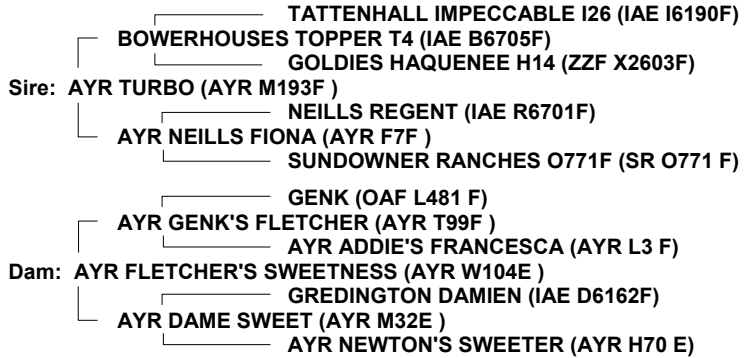 TATTENHALL IMPECCABLE I26 (IAE I6190F)
BOWERHOUSES TOPPER T4 (IAE B6705F)
GOLDIES HAQUENEE H14 (ZZF X2603F)
Sire: AYR TURBO (AYR M193F )
NEILLS REGENT (IAE R6701F)
AYR NEILLS FIONA (AYR F7F )
SUNDOWNER RANCHES O771F (SR O771 F)
GENK (OAF L481 F)
AYR GENK'S FLETCHER (AYR T99F )
AYR ADDIE'S FRANCESCA (AYR L3 F)
Dam: AYR FLETCHER'S SWEETNESS (AYR W104E )
GREDINGTON DAMIEN (IAE D6162F)
AYR DAME SWEET (AYR M32E )
AYR NEWTON'S SWEETER (AYR H70 E)